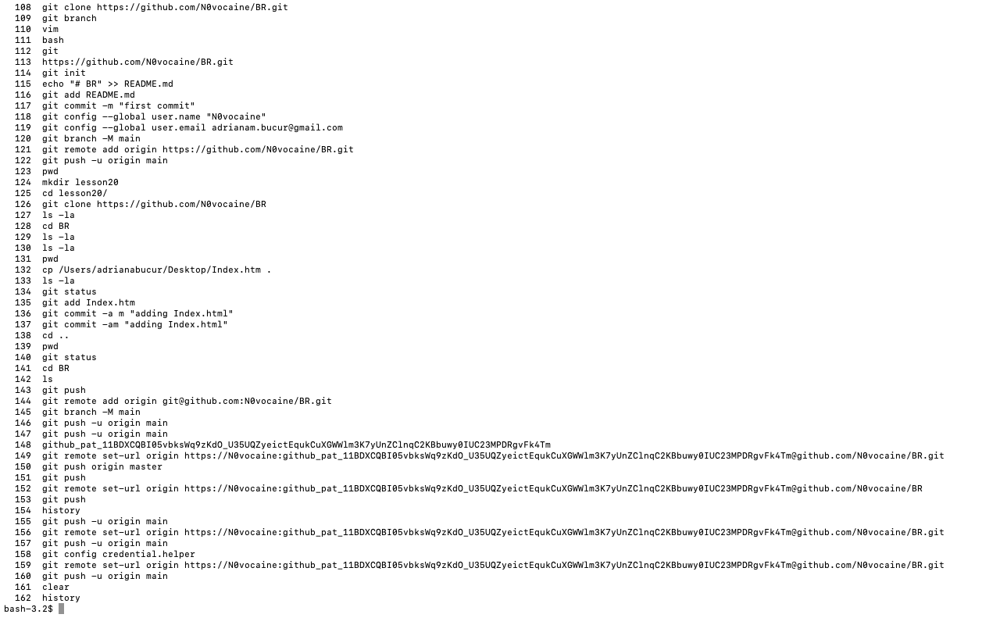 108 git clone https://github.com/N0vocaine/BR.git
109 git branch
110 vim
111 bash
112 git
113 https://github.com/N0vocaine/BR.git
114 git init
115 echo "# BR" >> README.md
116 git add README.md
117 git commit -m "first commit"
118 git config --global user.name "N0vocaine"
119 git config --global user.email adrianam.bucur@gmail.com
120 git branch -M main
121 git remote add origin https://github.com/N0vocaine/BR.git
122 git push -u origin main
123 pwd
124 mkdir lesson20
125 cd lesson20/
126 git clone https://github.com/N0vocaine/BR
127 ls -la
128 cd BR
129 ls -la
130 ls -la
131 pwd
132 cp /Users/adrianabucur/Desktop/Index.htm .
133 ls -la
134 git status
135 git add Index.htm
136 git commit -a m "adding Index.html"
137 git commit -am "adding Index.html"
138 cd ..
139 pwd
140 git status
141 cd BR
142 ls
143 git push
144 git remote add origin git@github.com:N0vocaine/BR.git
145 git branch -M main
146 git push -u origin main
147 git push -u origin main
148 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
149 git remote set-url origin https://N0vocaine: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@github.com/N0vocaine/BR.git
150 git push origin master
151 git push
152 git remote set-url origin https://N0vocaine: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@github.com/N0vocaine/BR
153 git push
154 history
155 git push -u origin main
156 git remote set-url origin https://N0vocaine: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@github.com/N0vocaine/BR.git
157 git push -u origin main
158 git config credential.helper
159 git remote set-url origin https://N0vocaine: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@github.com/N0vocaine/BR.git
160 git push -u origin main
161 clear
162 history
bash-3.2$